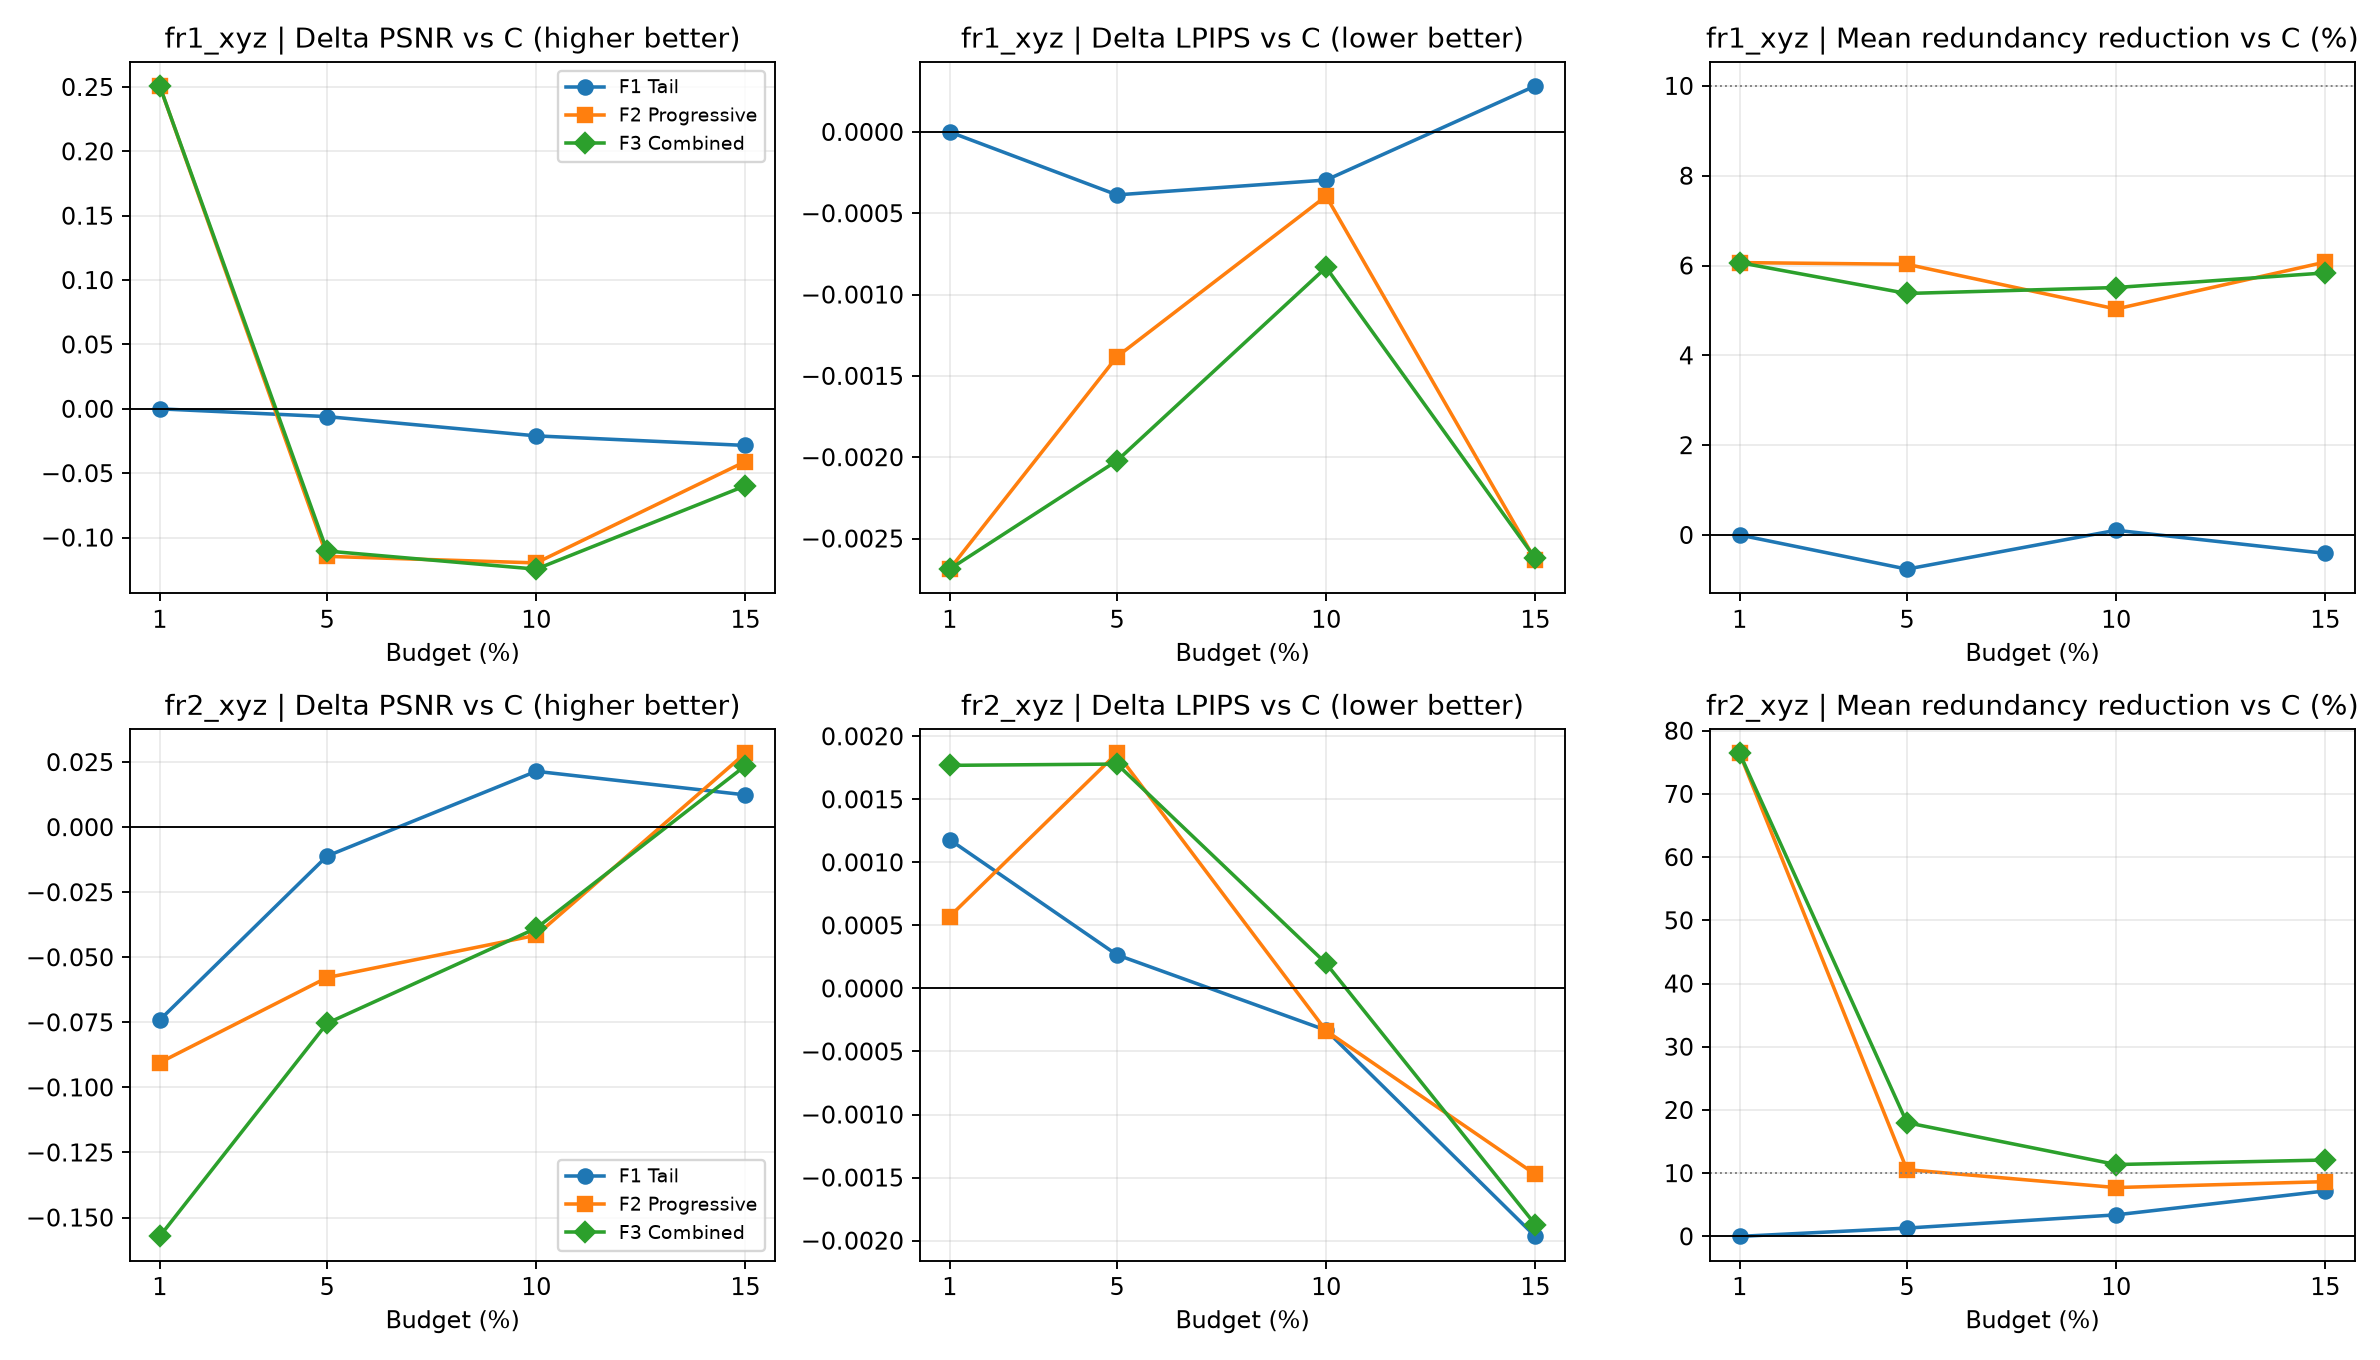 fr1_xyz | Delta PSNR vs C (higher better)
0.25
0.20
0.15
0.10
0.05
0.00
−0.05
−0.10
F1 Tail
F2 Progressive
F3 Combined
1 5 10 15
Budget (%)
fr1_xyz | Delta LPIPS vs C (lower better)
0.0000
−0.0005
−0.0010
−0.0015
−0.0020
−0.0025
1 5 10 15
Budget (%)
fr1_xyz | Mean redundancy reduction vs C (%)
10
8
6
4
2
0
1 5 10 15
Budget (%)
fr2_xyz | Delta PSNR vs C (higher better)
0.025
0.000
−0.025
−0.050
−0.075
−0.100
−0.125
−0.150
F1 Tail
F2 Progressive
F3 Combined
1 5 10 15
Budget (%)
fr2_xyz | Delta LPIPS vs C (lower better)
0.0020
0.0015
0.0010
0.0005
0.0000
−0.0005
−0.0010
−0.0015
−0.0020
1 5 10 15
Budget (%)
fr2_xyz | Mean redundancy reduction vs C (%)
80
70
60
50
40
30
20
10
0
1 5 10 15
Budget (%)